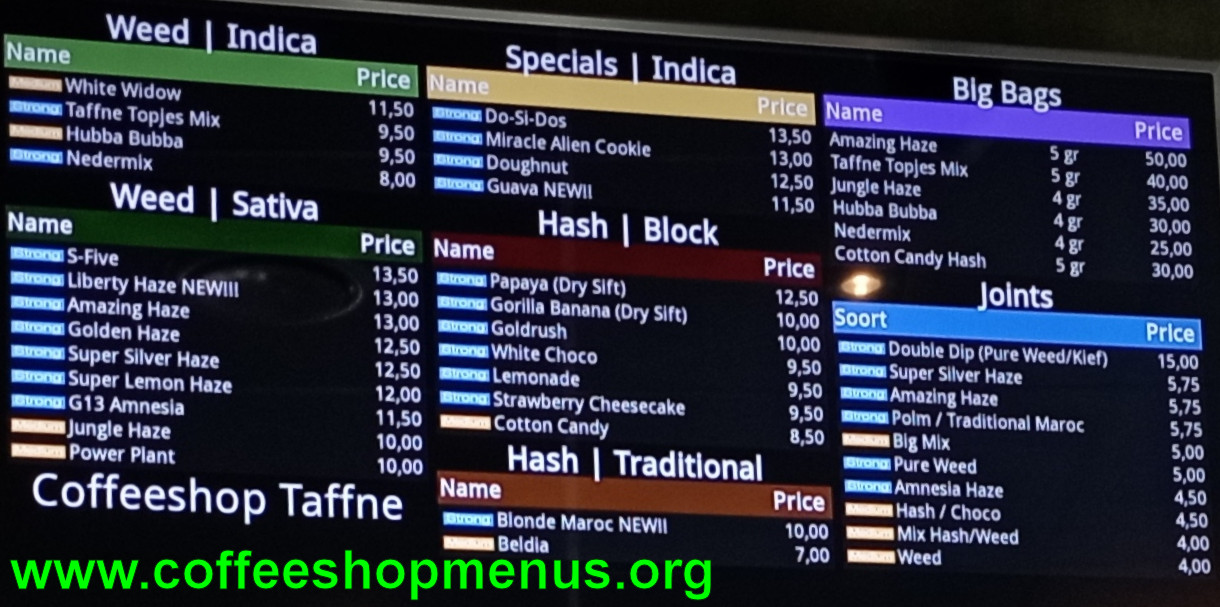 Weed | Indica
Name Price
Medium White Widow 11,50
Strong Taffne Topjes Mix 9,50
Medium Hubba Bubba 9,50
Strong Nedermix 8,00
Weed | Sativa
Name Price
Strong S-Five 13,50
Strong Liberty Haze NEW!!! 13,00
Strong Amazing Haze 13,00
Strong Golden Haze 12,50
Strong Super Silver Haze 12,50
Strong Super Lemon Haze 12,00
Strong G13 Amnesia 11,50
Medium Jungle Haze 10,00
Medium Power Plant 10,00
Coffeeshop Taffne
Specials | Indica
Name Price
Strong Do-Si-Dos 13,50
Strong Miracle Alien Cookie 13,00
Strong Doughnut 12,50
Strong Guava NEW!! 11,50
Hash | Block
Name Price
Strong Papaya (Dry Sift) 12,50
Strong Gorilla Banana (Dry Sift) 10,00
Strong Goldrush 10,00
Strong White Choco 9,50
Strong Lemonade 9,50
Strong Strawberry Cheesecake 9,50
Medium Cotton Candy 8,50
Hash | Traditional
Name Price
Strong Blonde Maroc NEW!! 10,00
Medium Beldia 7,00
Big Bags
Name Price
Amazing Haze 5 gr 50,00
Taffne Topjes Mix 5 gr 40,00
Jungle Haze 4 gr 35,00
Hubba Bubba 4 gr 30,00
Nedermix 4 gr 25,00
Cotton Candy Hash 5 gr 30,00
Joints
Soort Price
Strong Double Dip (Pure Weed/Kief) 15,00
Strong Super Silver Haze 5,75
Strong Amazing Haze 5,75
Strong Polm / Traditional Maroc 5,75
Medium Big Mix 5,00
Strong Pure Weed 5,00
Strong Amnesia Haze 4,50
Medium Hash / Choco 4,50
Medium Mix Hash/Weed 4,00
Medium Weed 4,00
www.coffeeshopmenus.org